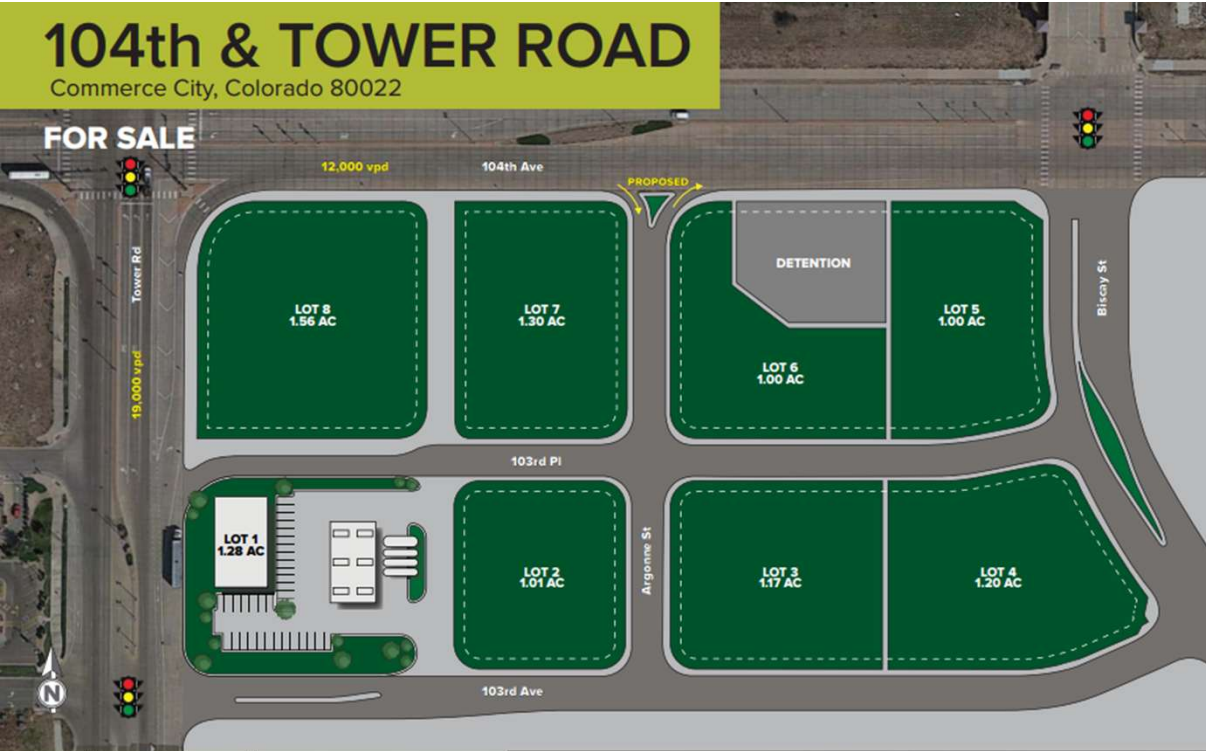 104th & TOWER ROAD
Commerce City, Colorado 80022
FOR SALE
12,000 vpd
104th Ave
PROPOSED
Tower Rd
19,000 vpd
LOT 8
1.56 AC
LOT 7
1.30 AC
DETENTION
LOT 6
1.00 AC
LOT 5
1.00 AC
Biscay St
103rd Pl
LOT 1
1.28 AC
LOT 2
1.01 AC
Argonne St
LOT 3
1.17 AC
LOT 4
1.20 AC
103rd Ave
N